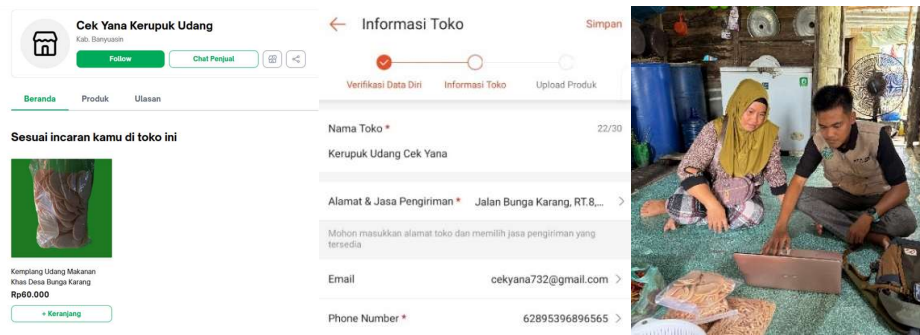 Cek Yana Kerupuk Udang
Kab. Banyuasin
Follow
Chat Penjual
Beranda Produk Ulasan
Sesuai incaran kamu di toko ini
Kemplang Udang Makanan
Khas Desa Bunga Karang
Rp60.000
+ Keranjang
Informasi Toko
Simpan
Verifikasi Data Diri Informasi Toko Upload Produk
Nama Toko * 22/30
Kerupuk Udang Cek Yana
Alamat & Jasa Pengiriman * Jalan Bunga Karang, RT.8,...
Mohon masukkan alamat toko dan memilih jasa pengiriman yang
tersedia
Email cekyana732@gmail.com
Phone Number * 62895396896565